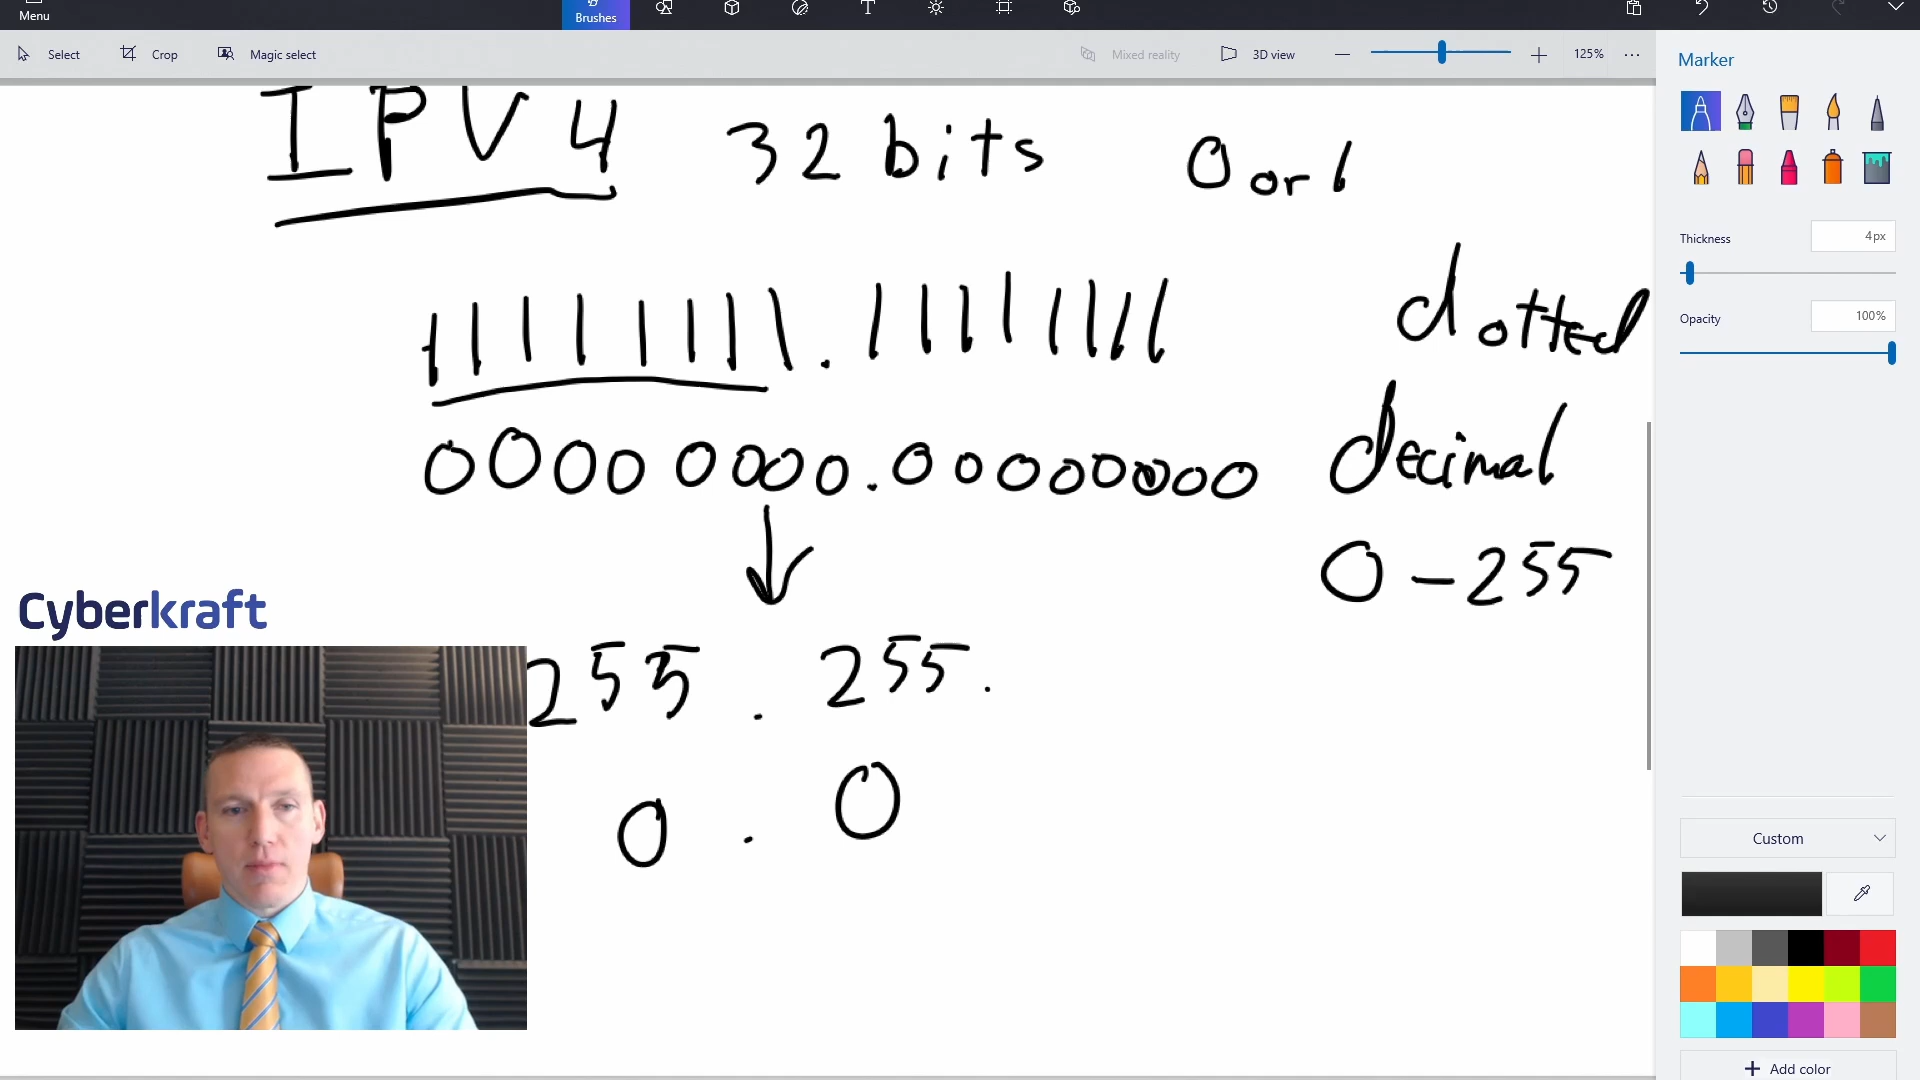 Menu
Brushes
Select Crop Magic select Mixed reality 3D view 125%
Marker
IPV4 32 bits 0 or 1
Thickness 4px
11111111.11111111 dotted
Opacity 100%
00000000.00000000 decimal
0-255
Cyberkraft
255.255.
0.0
Custom
Add color